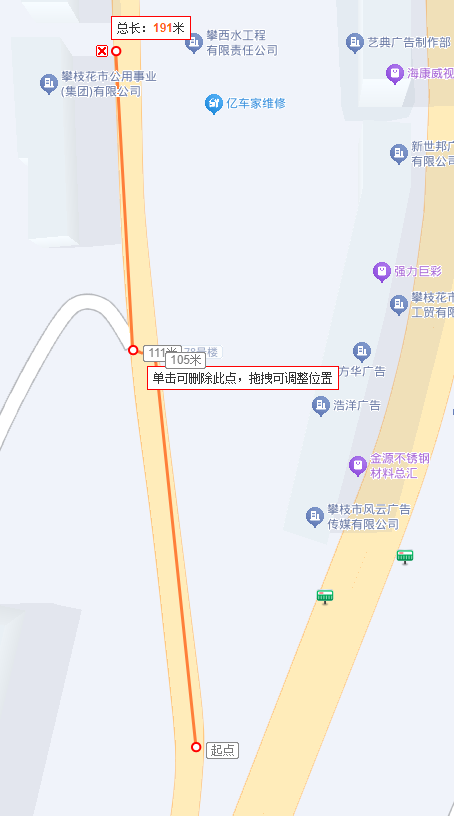 总长：191米
攀西水工程
有限责任公司
艺典广告制作部
海康威视
攀枝花市公用事业
(集团)有限公司
亿车家维修
新世邦广
有限公司
强力巨彩
攀枝花市
工贸有限
111米
号楼
105米
方华广告
单击可删除此点，拖拽可调整位置
浩洋广告
金源不锈钢
材料总汇
攀枝市风云广告
传媒有限公司
起点